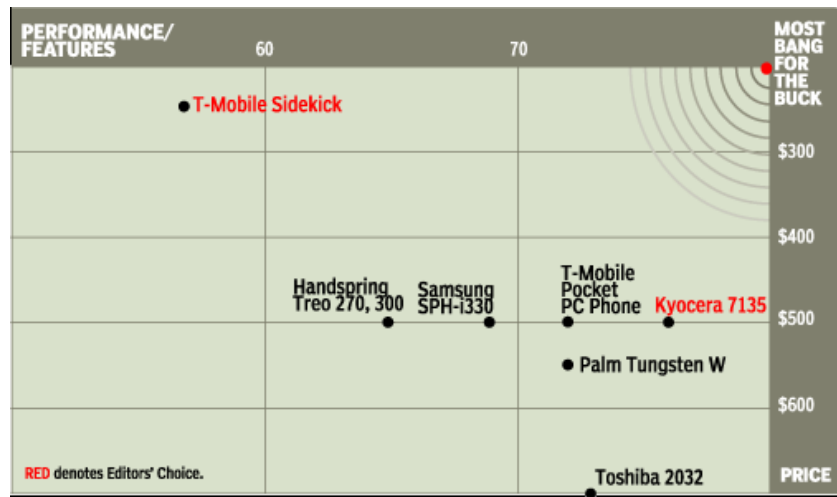 PERFORMANCE/
FEATURES
60
70
MOST
BANG
FOR
THE
BUCK
T-Mobile Sidekick
$300
$400
Handspring
Treo 270, 300
Samsung
SPH-i330
T-Mobile
Pocket
PC Phone
Kyocera 7135
$500
Palm Tungsten W
$600
RED denotes Editors' Choice.
Toshiba 2032
PRICE